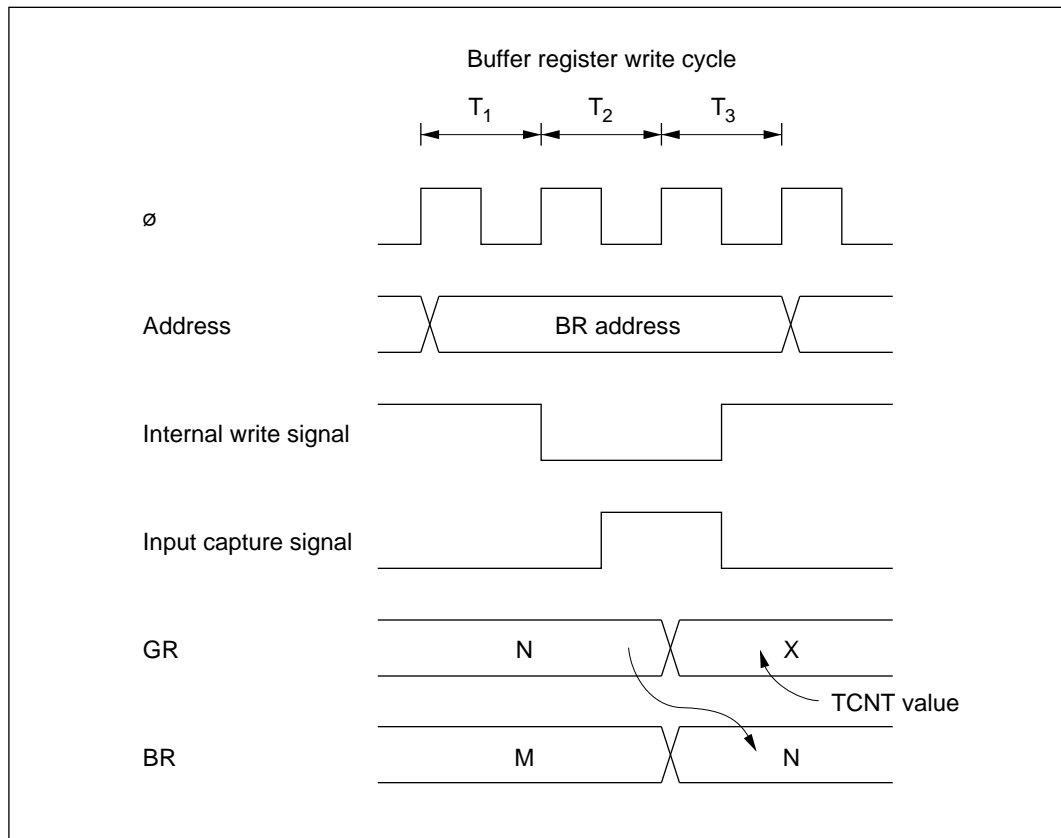 Buffer register write cycle
T1 T2 T3
ø
Address BR address
Internal write signal
Input capture signal
GR N X
TCNT value
BR M N